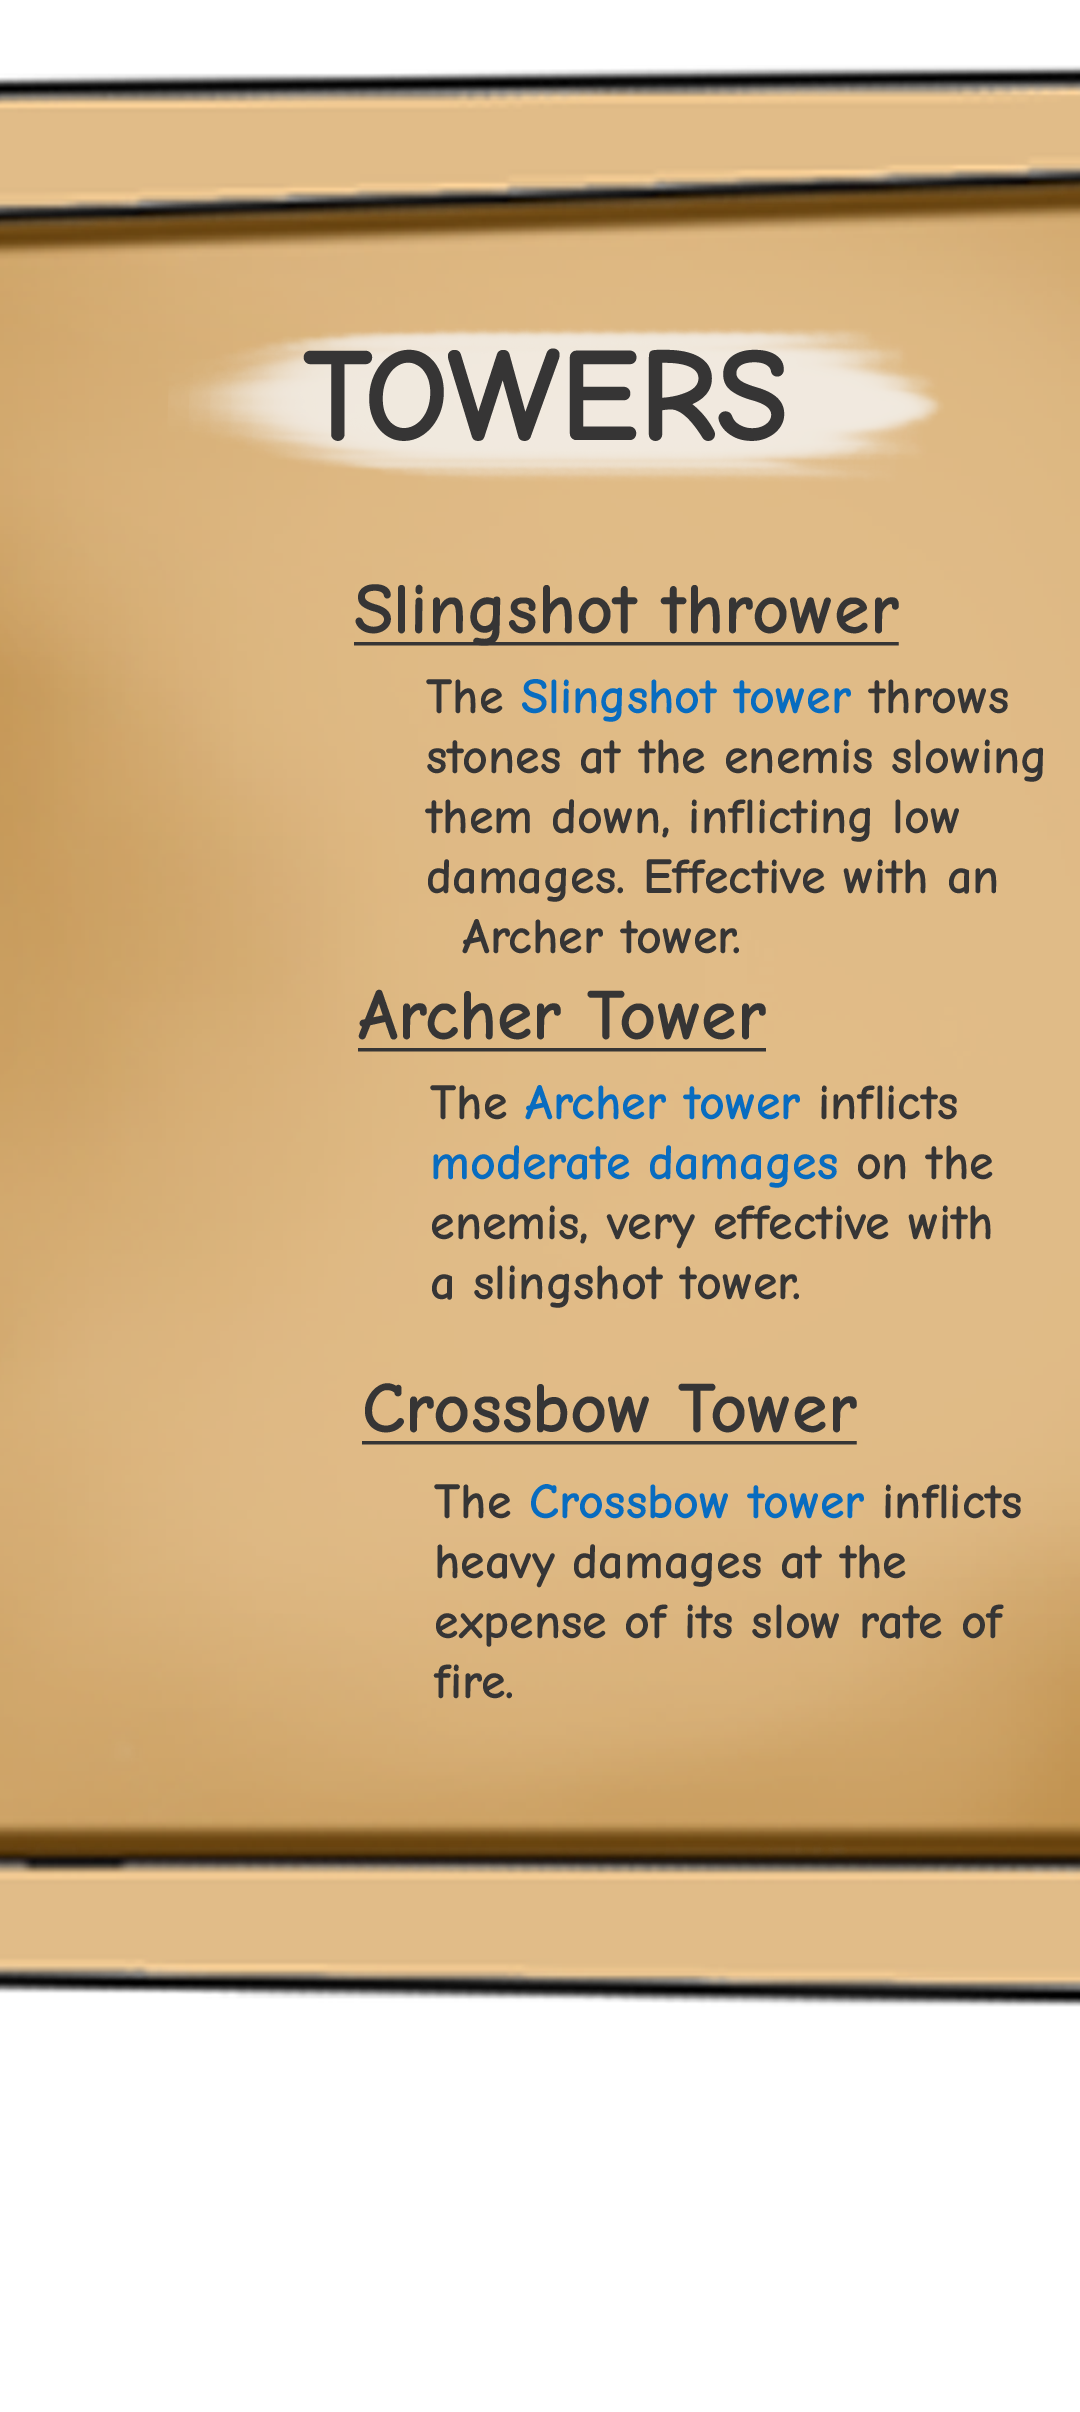 TOWERS
Slingshot thrower
The Slingshot tower throws
stones at the enemis slowing
them down, inflicting low
damages. Effective with an
Archer tower.
Archer Tower
The Archer tower inflicts
moderate damages on the
enemis, very effective with
a slingshot tower.
Crossbow Tower
The Crossbow tower inflicts
heavy damages at the
expense of its slow rate of
fire.